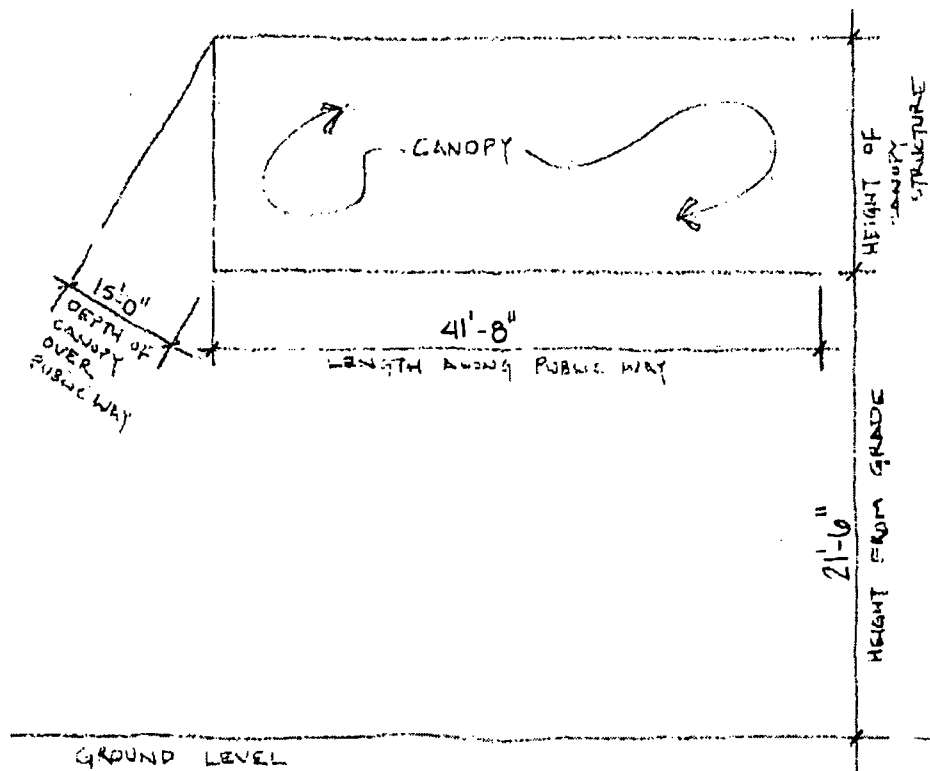 CANOPY
HEIGHT OF
CANOPY
STRUKTURE
15'-0"
DEPTH OF
CANOPY
OVER
PUBLIC WAY
41'-8"
LENGTH ALONG PUBLIC WAY
21'-6"
HEIGHT FROM GRADE
GROUND LEVEL